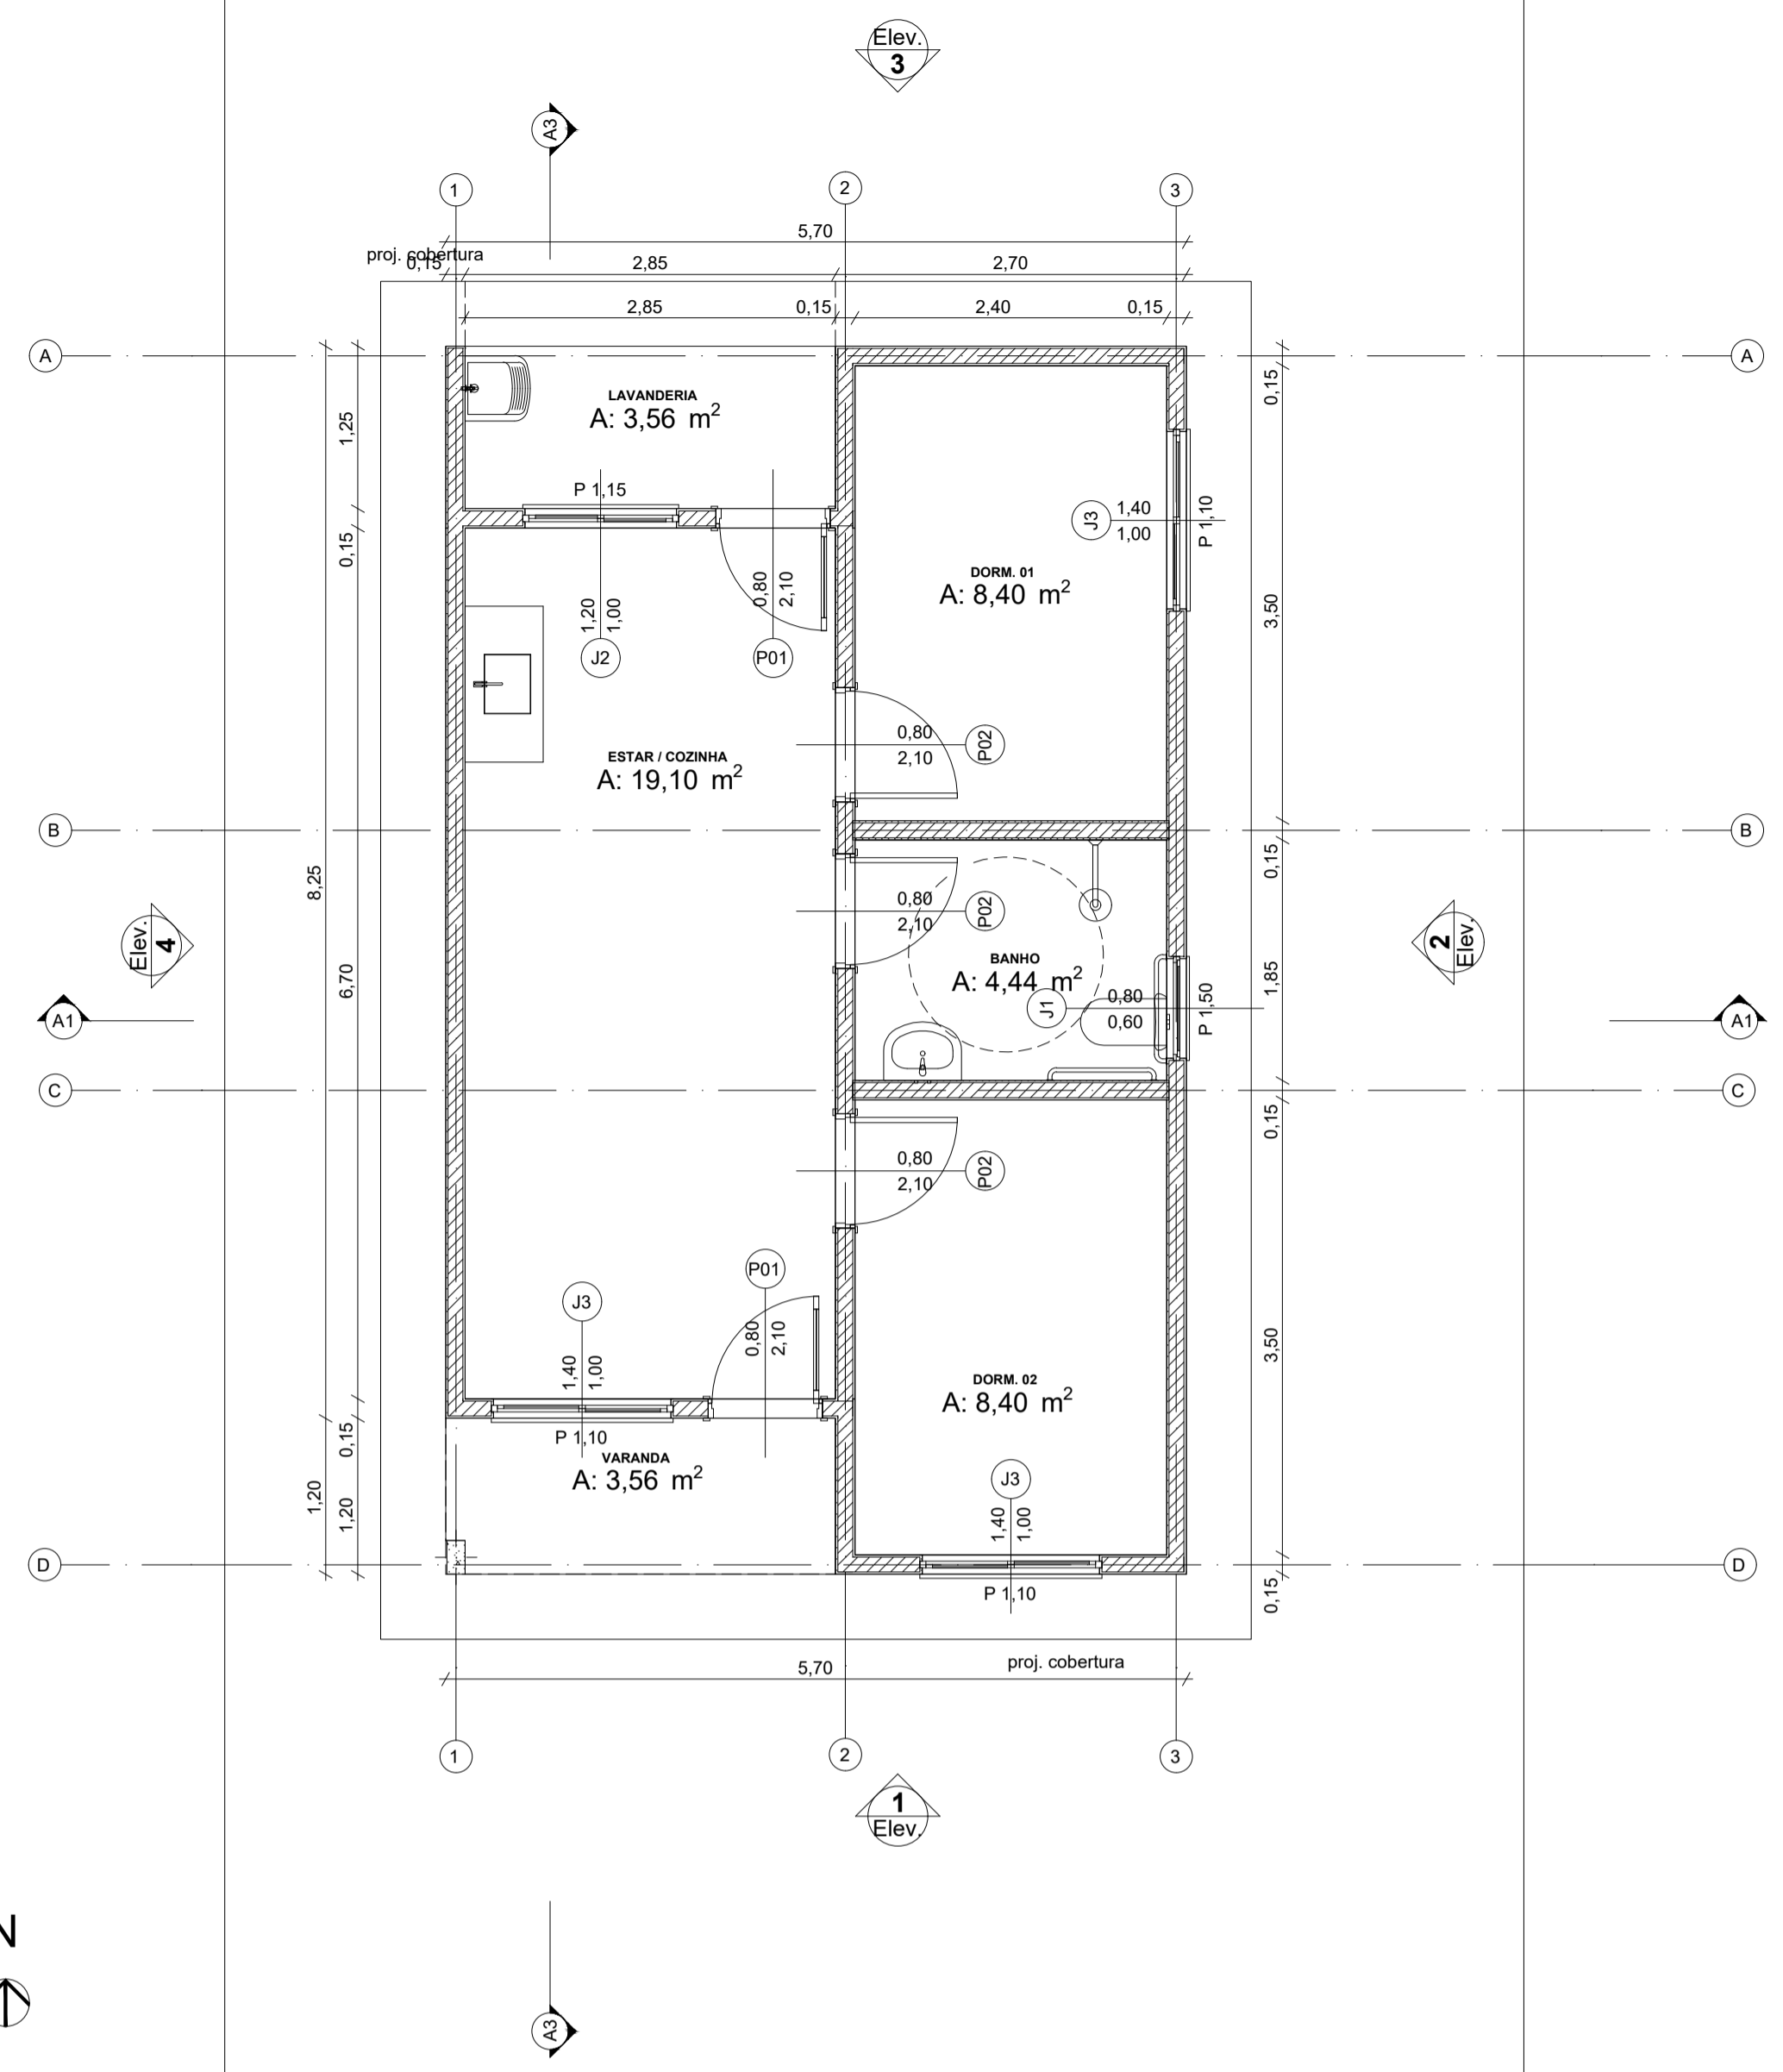 Elev.
3
A3
1
2
3
5,70
proj. cobertura
0,15
2,85
2,70
2,85
0,15
2,40
0,15
A
A
LAVANDERIA
A: 3,56 m²
0,15
1,25
P 1,15
J3
1,40
1,00
P 1,10
0,15
DORM. 01
A: 8,40 m²
0,80
2,10
1,20
1,00
3,50
J2
P01
0,80
2,10
P02
ESTAR / COZINHA
A: 19,10 m²
B
B
8,25
0,15
0,80
2,10
P02
Elev.
4
2
Elev.
BANHO
A: 4,44 m²
6,70
1,85
J1
0,80
0,60
P 1,50
A1
A1
C
C
0,15
0,80
2,10
P02
P01
J3
0,80
2,10
1,40
1,00
3,50
DORM. 02
A: 8,40 m²
P 1,10
0,15
VARANDA
A: 3,56 m²
J3
1,20
1,20
1,40
1,00
D
D
P 1,10
0,15
proj. cobertura
5,70
1
2
3
1
Elev.
N
A3